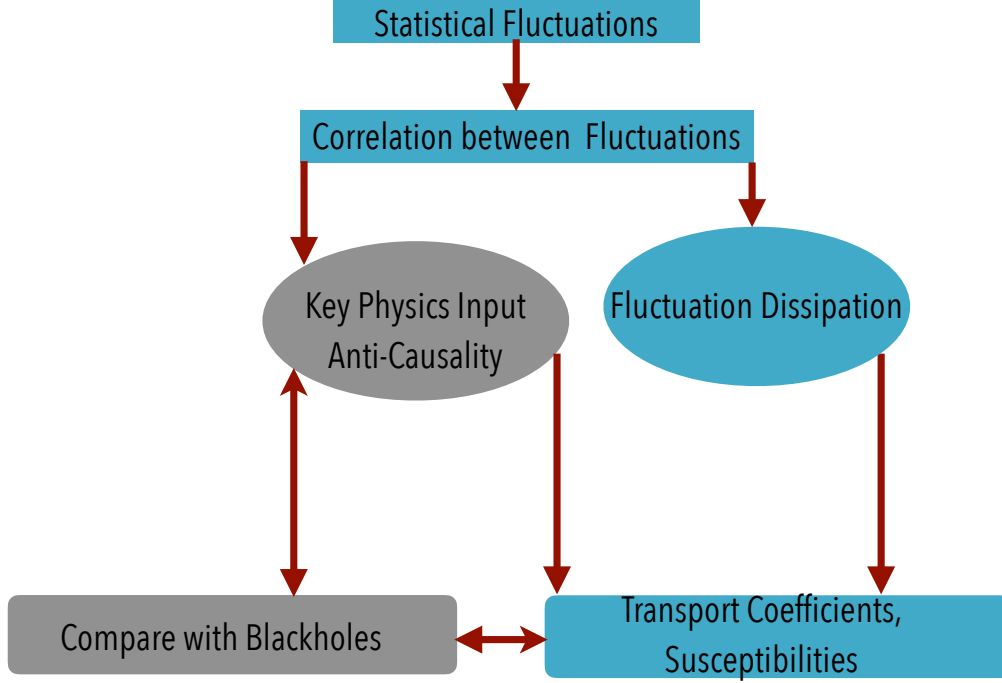 Statistical Fluctuations
Correlation between Fluctuations
Key Physics Input
Anti-Causality
Fluctuation Dissipation
Compare with Blackholes
Transport Coefficients,
Susceptibilities